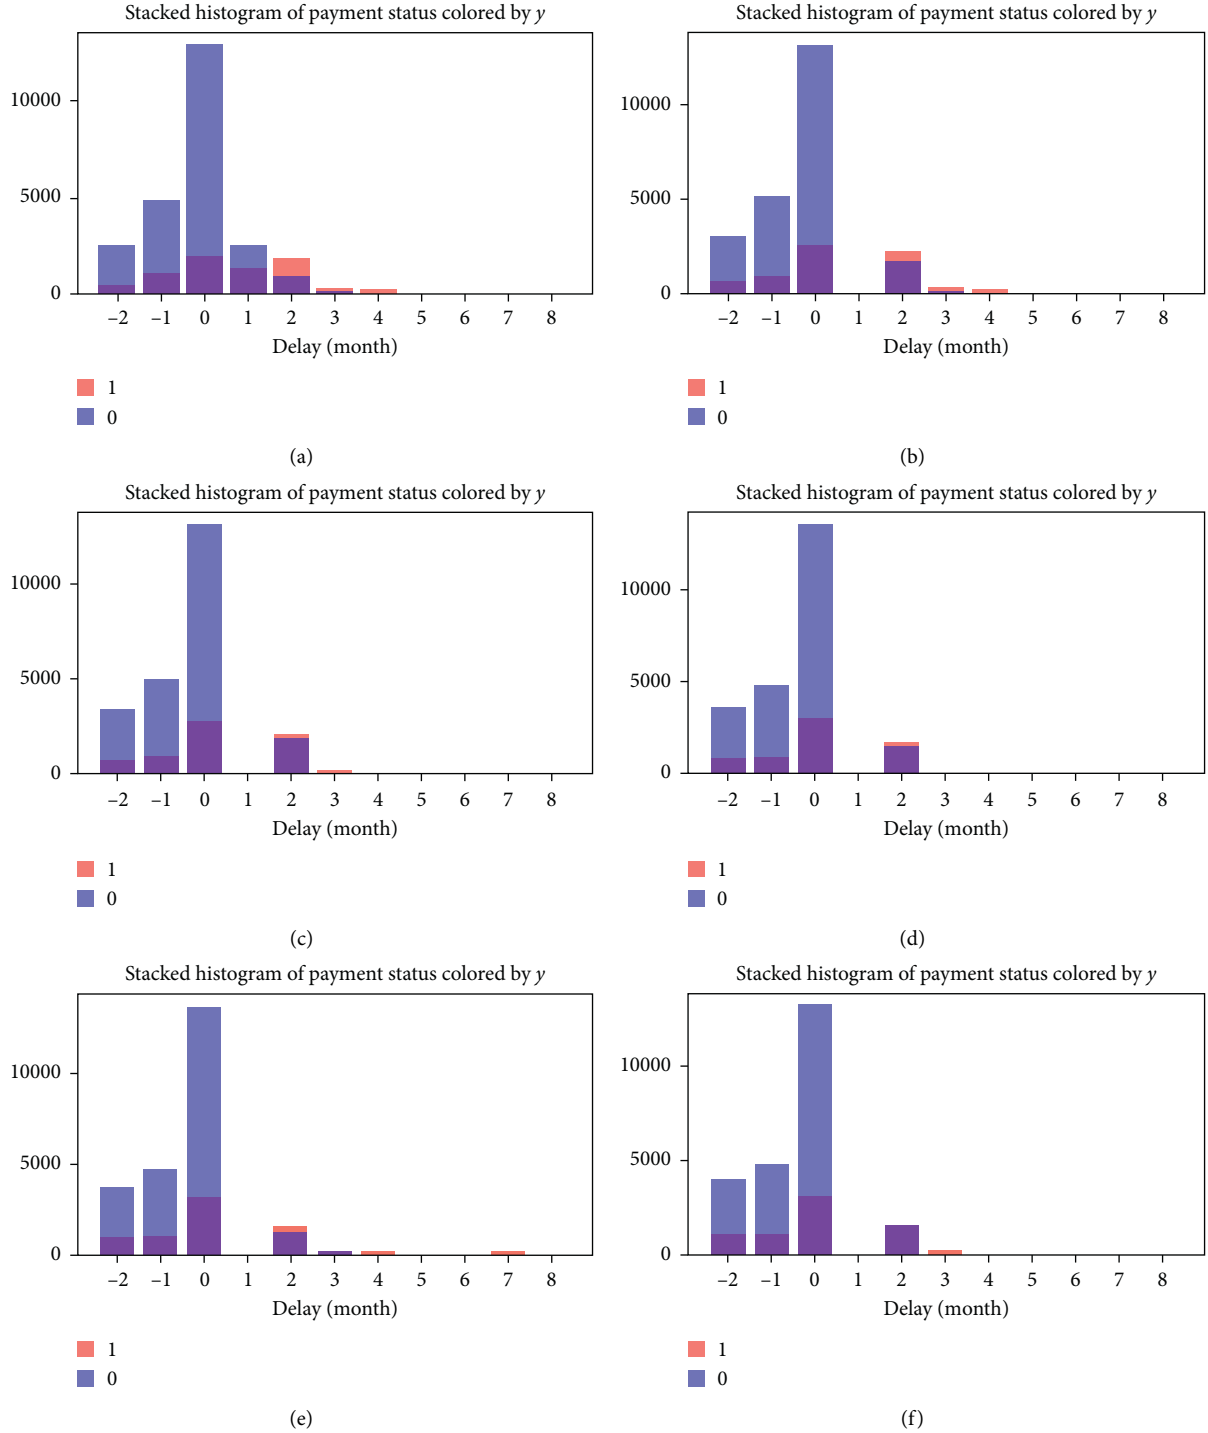 Stacked histogram of payment status colored by y
10000
5000
0
–2 –1 0 1 2 3 4 5 6 7 8
Delay (month)
1
0
(a)
Stacked histogram of payment status colored by y
10000
5000
0
–2 –1 0 1 2 3 4 5 6 7 8
Delay (month)
1
0
(b)
Stacked histogram of payment status colored by y
10000
5000
0
–2 –1 0 1 2 3 4 5 6 7 8
Delay (month)
1
0
(c)
Stacked histogram of payment status colored by y
10000
5000
0
–2 –1 0 1 2 3 4 5 6 7 8
Delay (month)
1
0
(d)
Stacked histogram of payment status colored by y
10000
5000
0
–2 –1 0 1 2 3 4 5 6 7 8
Delay (month)
1
0
(e)
Stacked histogram of payment status colored by y
10000
5000
0
–2 –1 0 1 2 3 4 5 6 7 8
Delay (month)
1
0
(f)